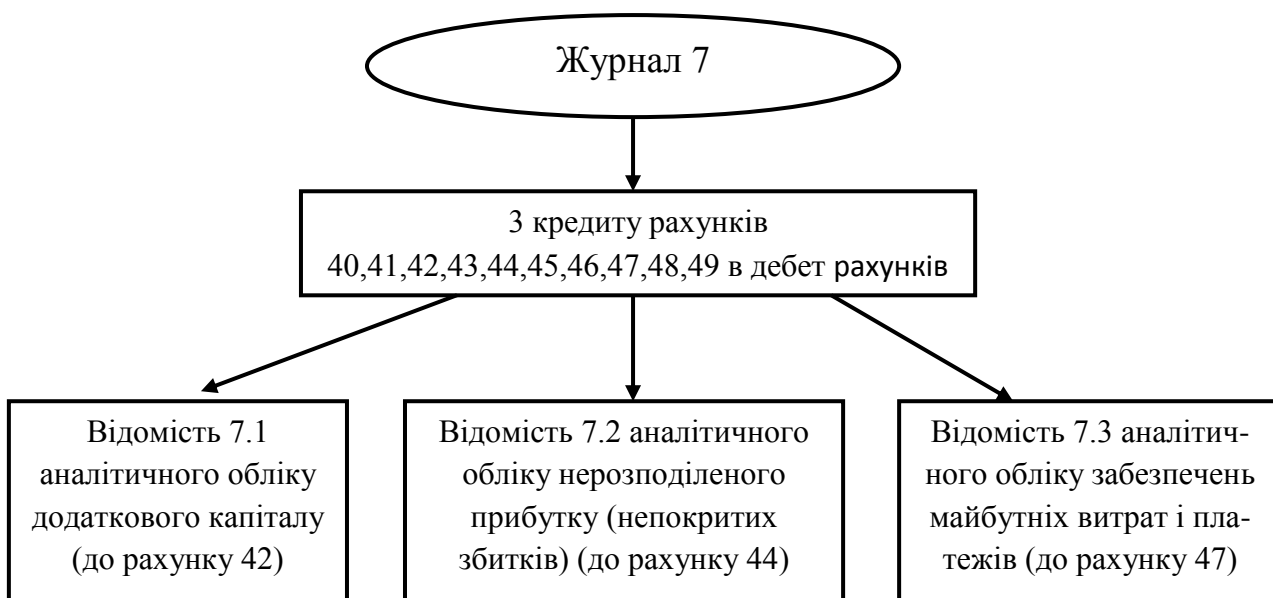 Журнал 7
З кредиту рахунків
40,41,42,43,44,45,46,47,48,49 в дебет рахунків
Відомість 7.1
аналітичного обліку
додаткового капіталу
(до рахунку 42)
Відомість 7.2 аналітичного
обліку нерозподіленого
прибутку (непокритих
збитків) (до рахунку 44)
Відомість 7.3 аналітич-
ного обліку забезпечень
майбутніх витрат і пла-
тежів (до рахунку 47)